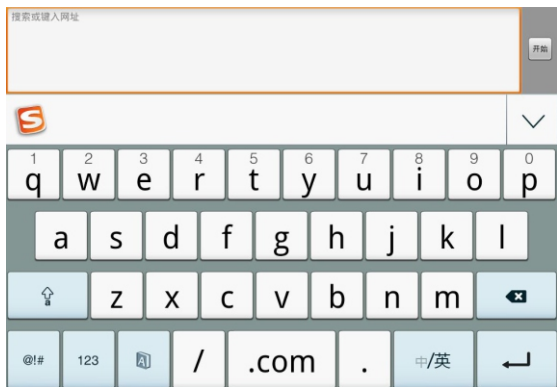 搜索或键入网址
开始
S
1 2 3 4 5 6 7 8 9 0
q w e r t y u i o p
a s d f g h j k l
a z x c v b n m
@!# 123 A / .com . 中/英